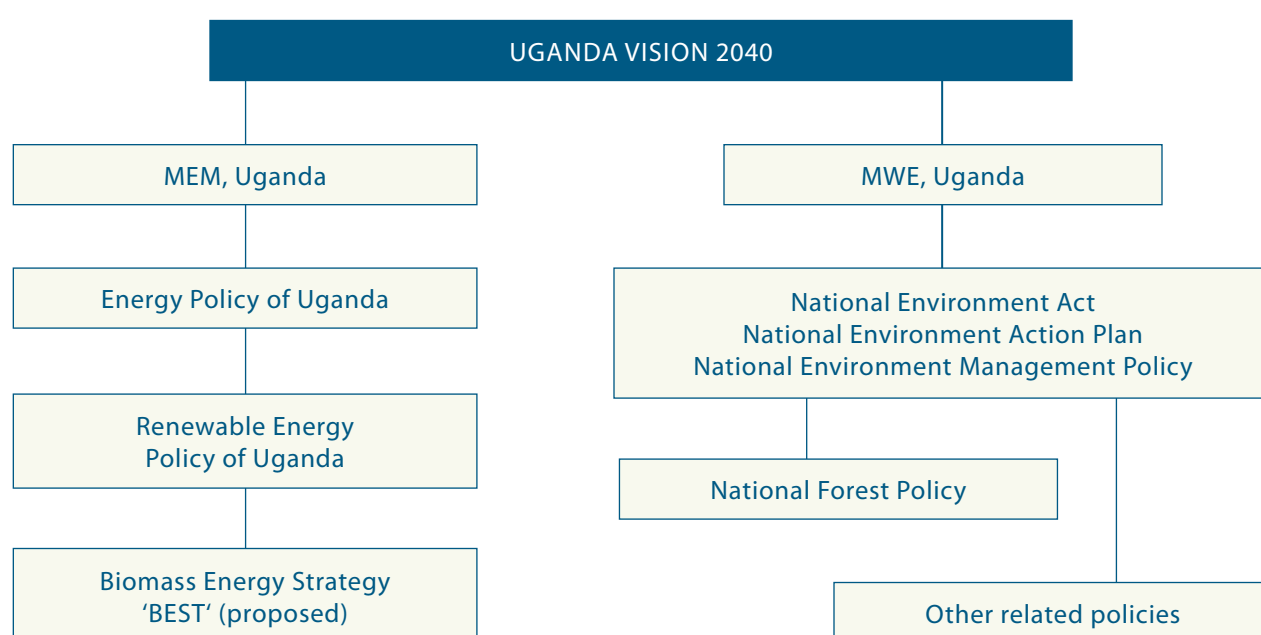 UGANDA VISION 2040
MEM, Uganda
MWE, Uganda
Energy Policy of Uganda
National Environment Act
National Environment Action Plan
National Environment Management Policy
Renewable Energy
Policy of Uganda
National Forest Policy
Biomass Energy Strategy
‘BEST‘ (proposed)
Other related policies